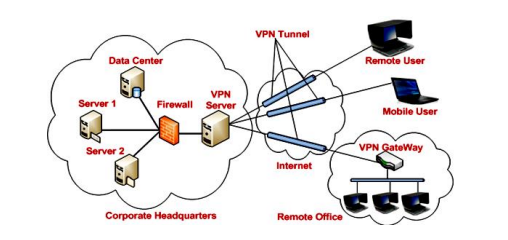 VPN Tunnel
Remote User
Data Center
VPN
Server
Server 1
Firewall
Mobile User
Server 2
VPN GateWay
Internet
Corporate Headquarters
Remote Office